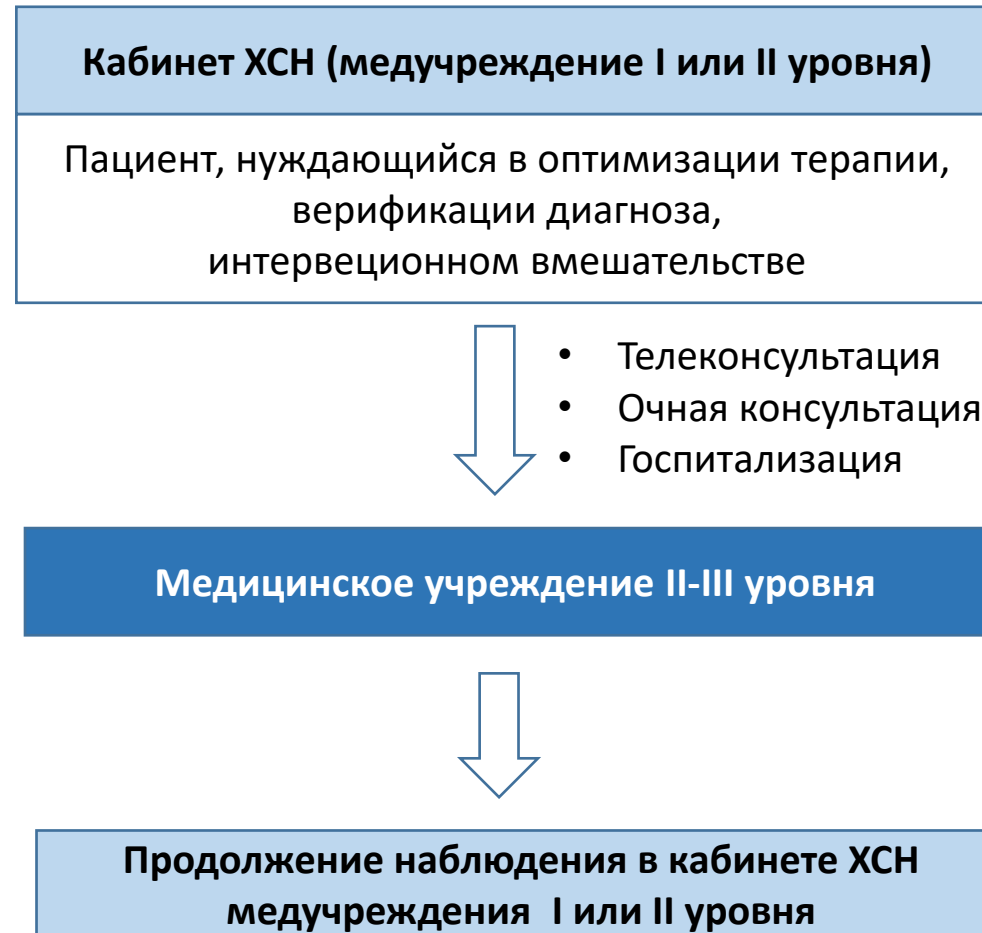 Кабинет ХСН (медучреждение I или II уровня)
Пациент, нуждающийся в оптимизации терапии,
верификации диагноза,
интервеционном вмешательстве
• Телеконсультация
• Очная консультация
• Госпитализация
Медицинское учреждение II-III уровня
Продолжение наблюдения в кабинете ХСН
медучреждения I или II уровня